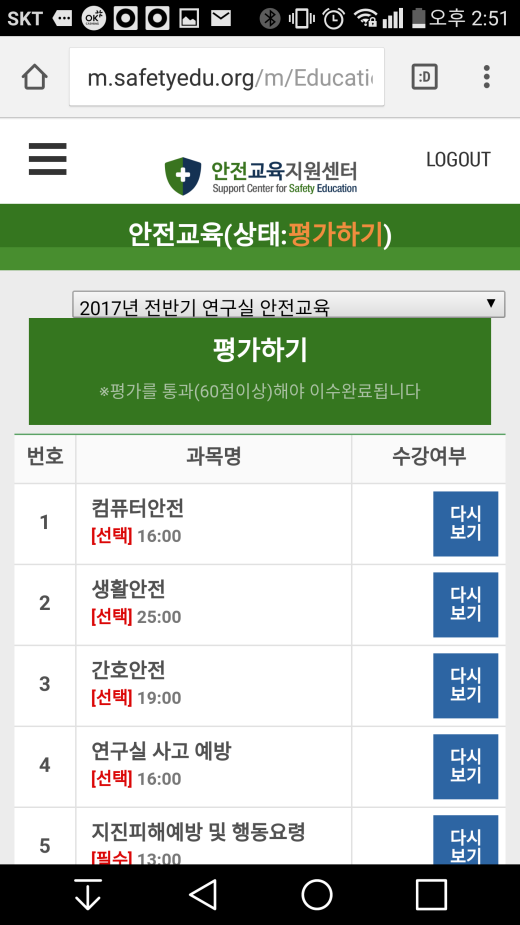 SKT OK 오후 2:51
m.safetyedu.org/m/Educati
:D
안전교육지원센터
Support Center for Safety Education
LOGOUT
안전교육(상태:평가하기)
2017년 전반기 연구실 안전교육 ▼
평가하기
※평가를 통과(60점이상)해야 이수완료됩니다
번호 과목명 수강여부
1 컴퓨터안전 다시
[선택] 16:00 보기
2 생활안전 다시
[선택] 25:00 보기
3 간호안전 다시
[선택] 19:00 보기
4 연구실 사고 예방 다시
[선택] 16:00 보기
5 지진피해예방 및 행동요령 다시
[필수] 13:00 보기